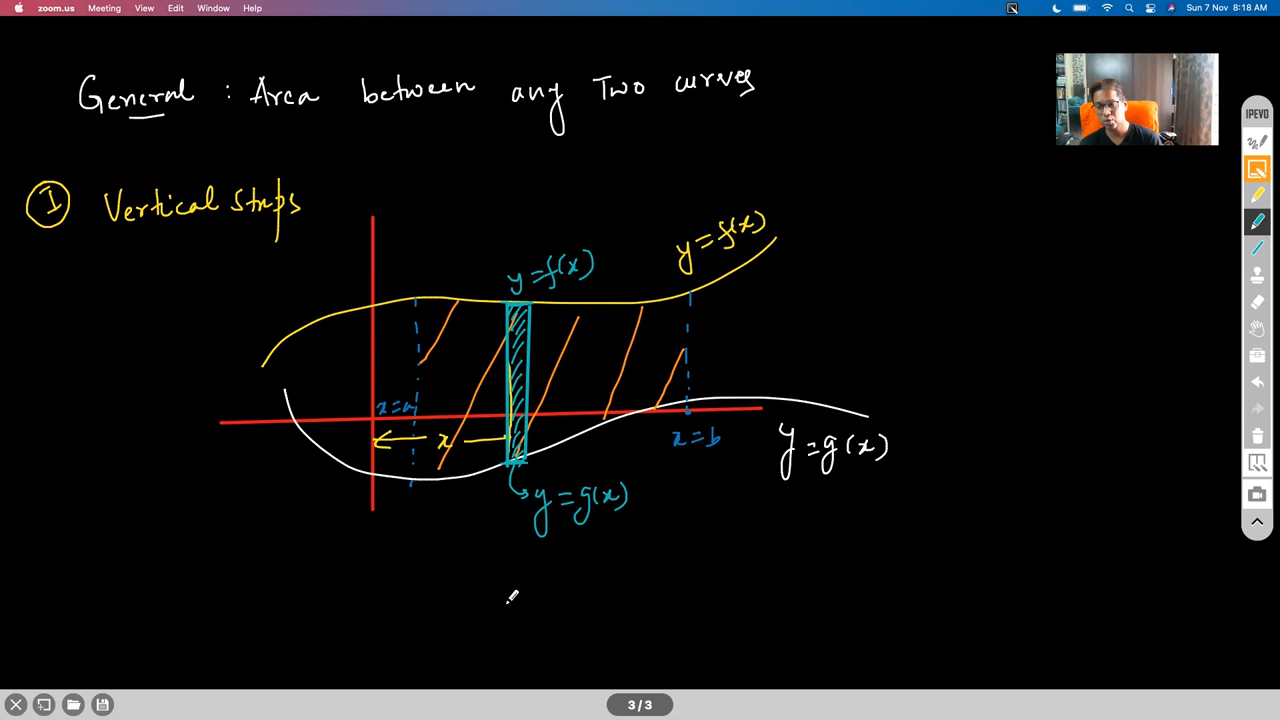 zoom.us Meeting View Edit Window Help Sun 7 Nov 8:18 AM
General : Area between any Two curves
IPEVO
I Vertical Strips
y=f(x)
y=f(x)
x=a
x
x=b
y=g(x)
y=g(x)
3/3